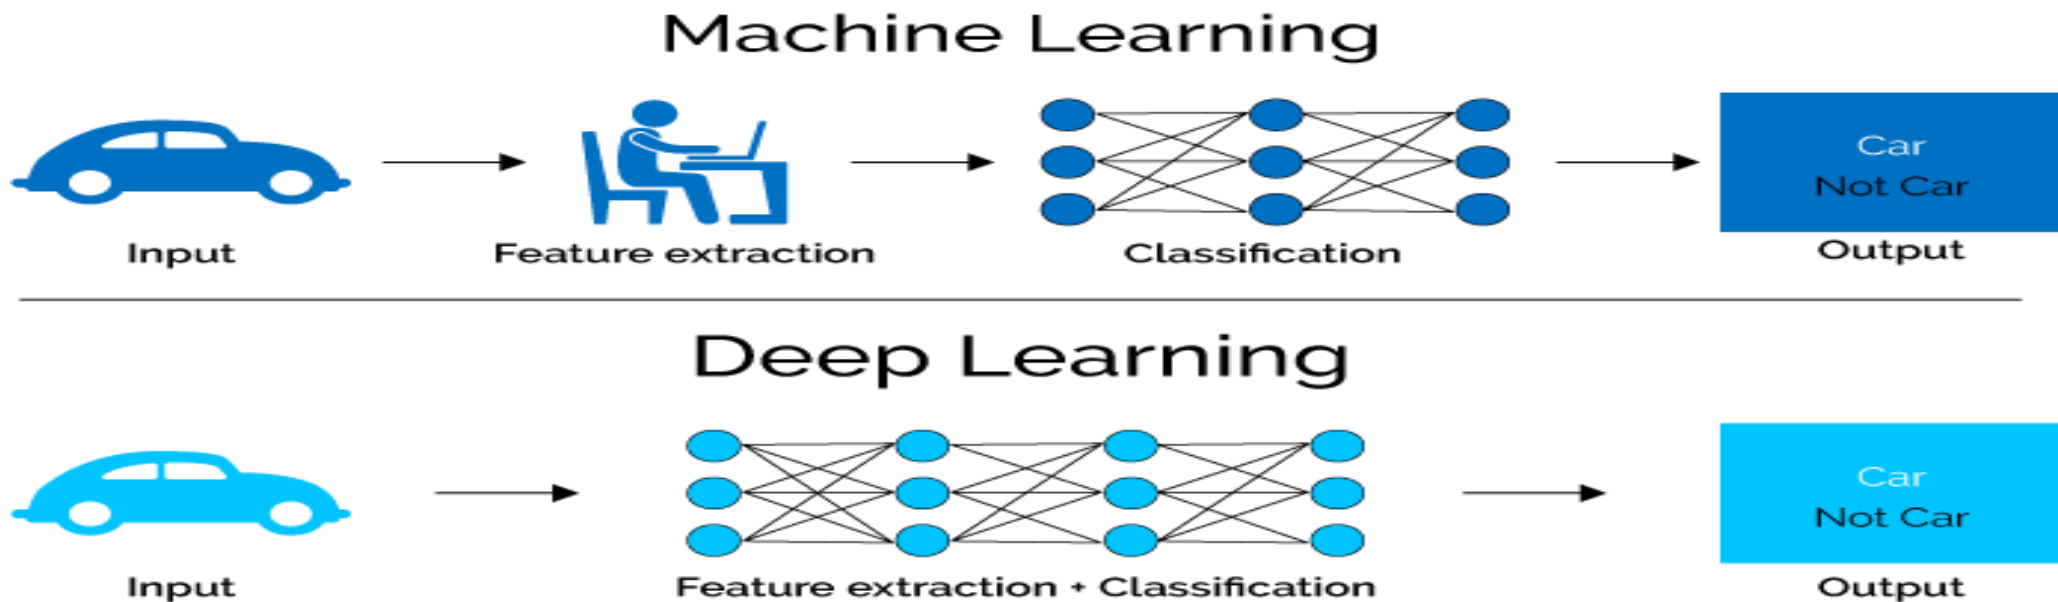 Machine Learning
Car
Not Car
Input
Feature extraction
Classification
Output
Deep Learning
Car
Not Car
Input
Feature extraction + Classification
Output